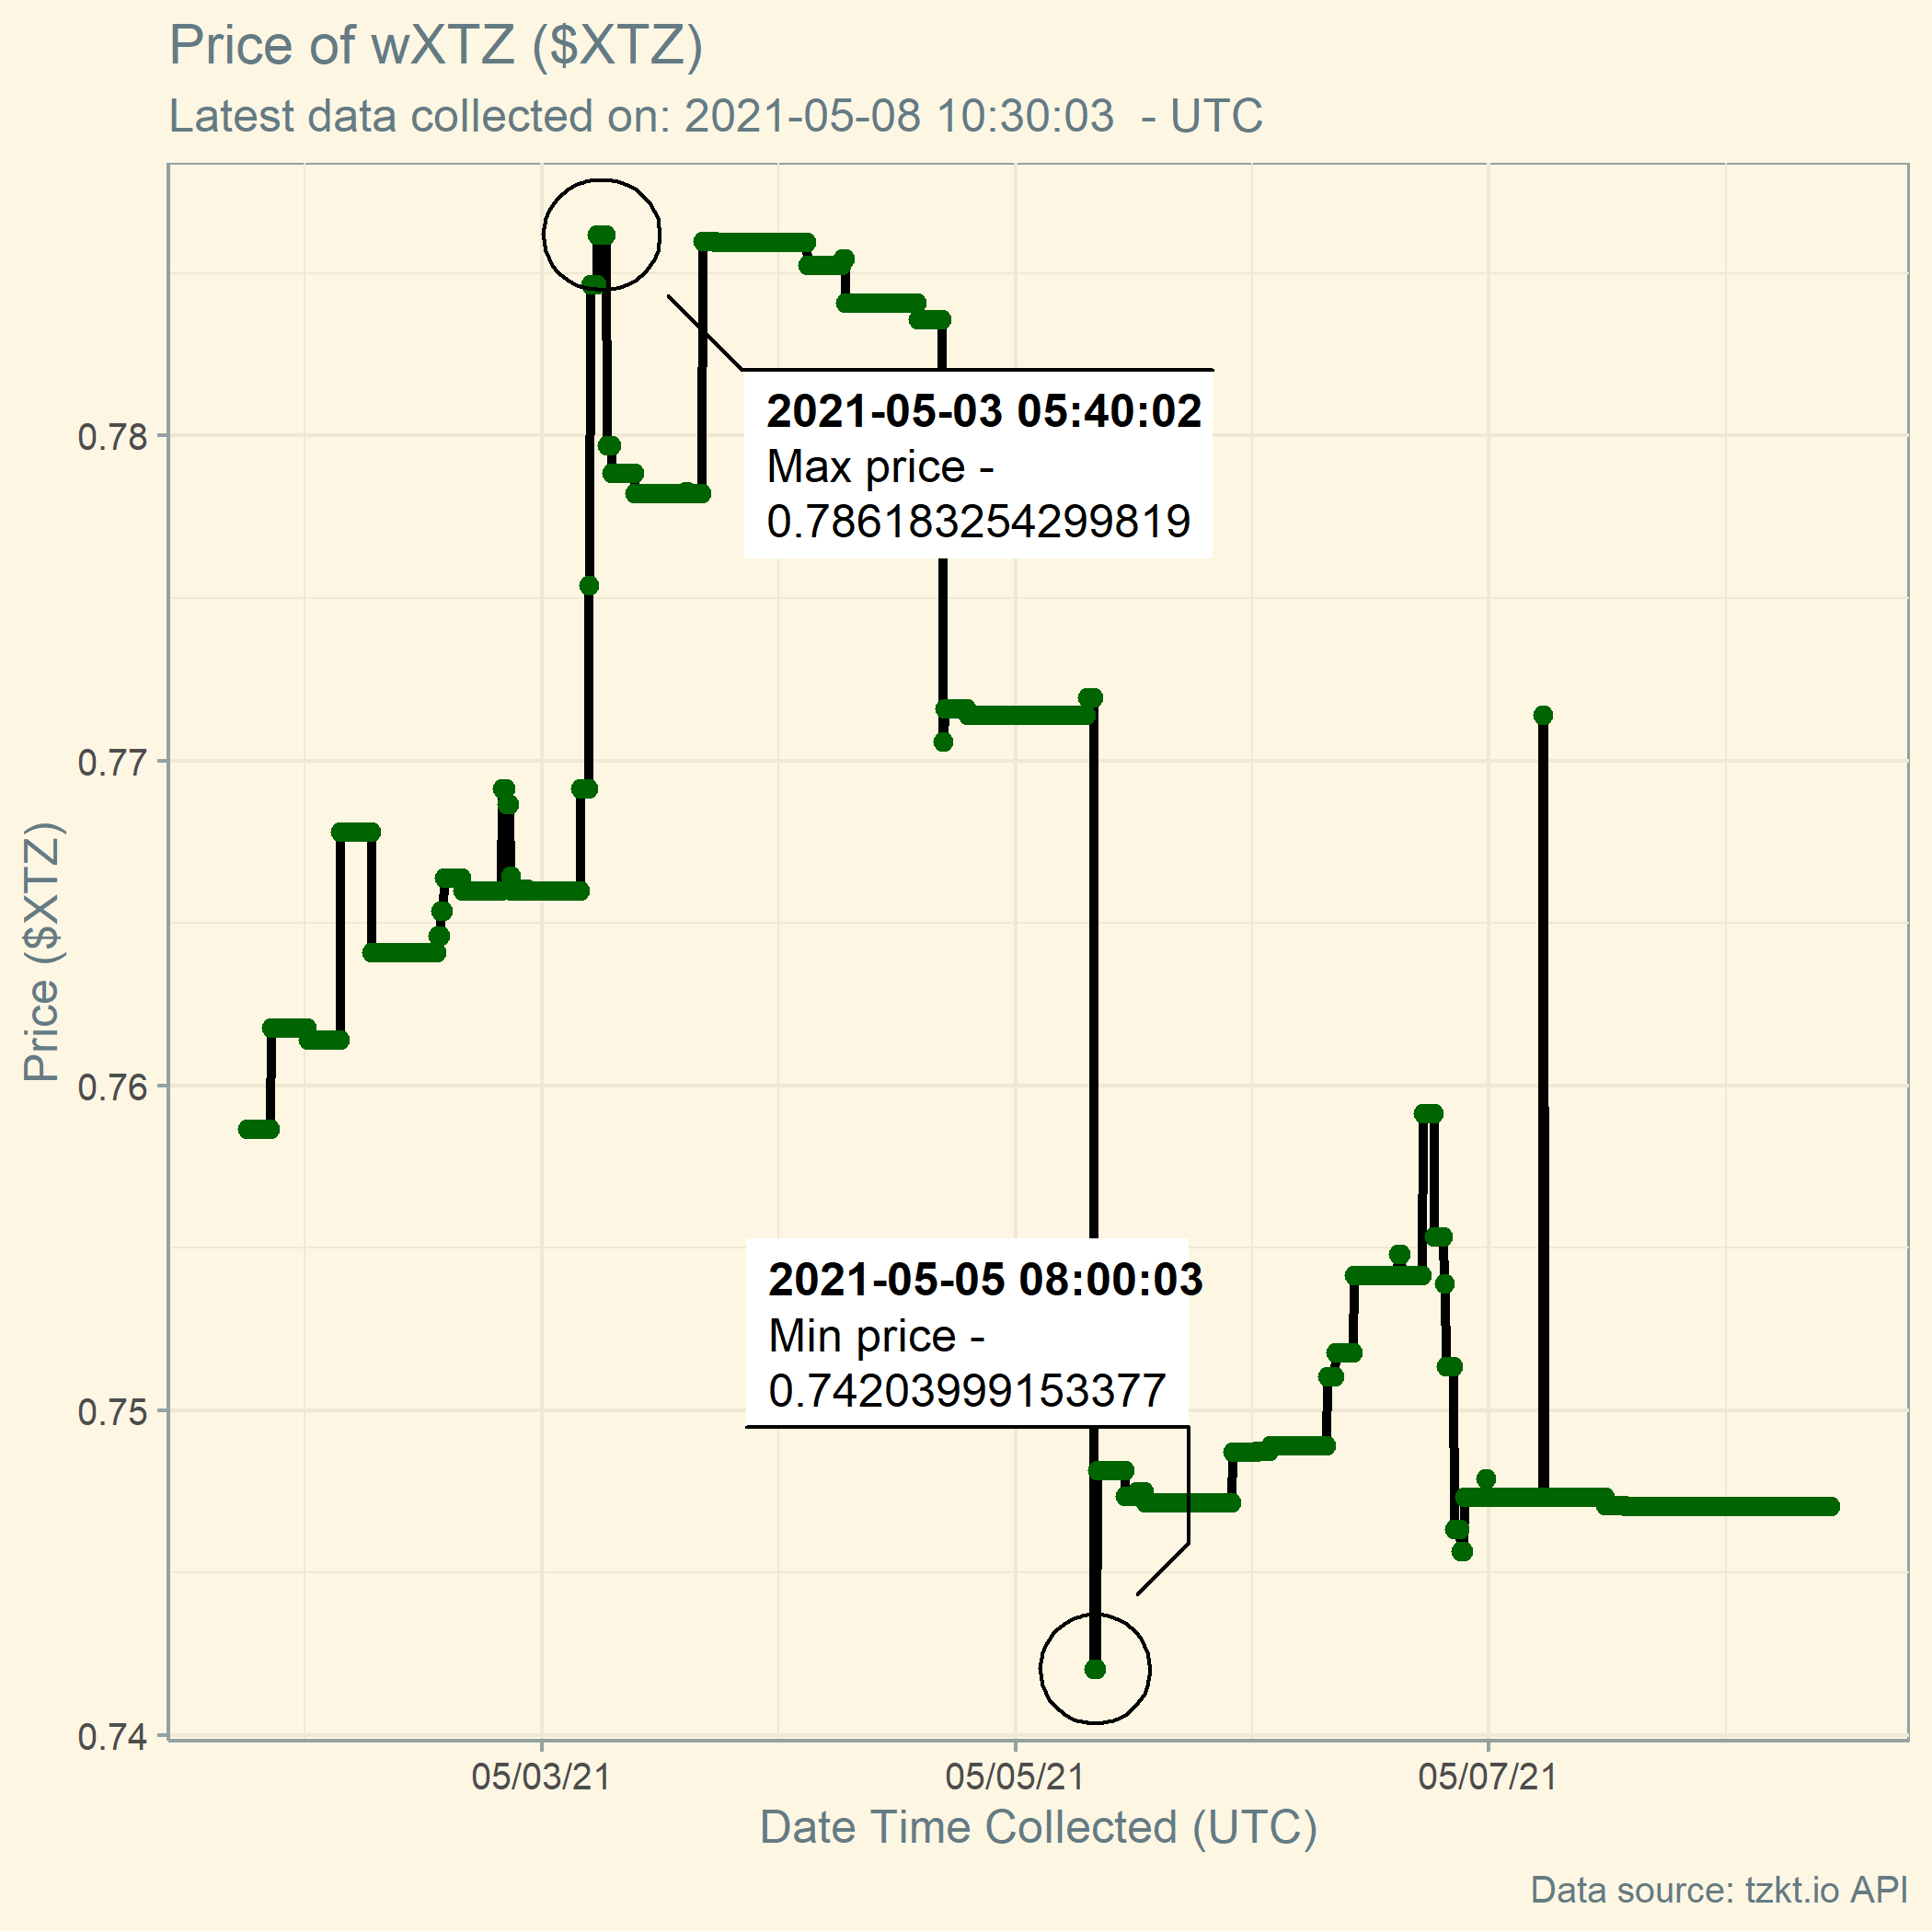 Price of wXTZ ($XTZ)
Latest data collected on: 2021-05-08 10:30:03  - UTC
2021-05-03 05:40:02
Max price -
0.786183254299819
0.78
0.77
0.76
0.75
0.74
Price ($XTZ)
2021-05-05 08:00:03
Min price -
0.74203999153377
05/03/21
05/05/21
05/07/21
Date Time Collected (UTC)
Data source: tzkt.io API